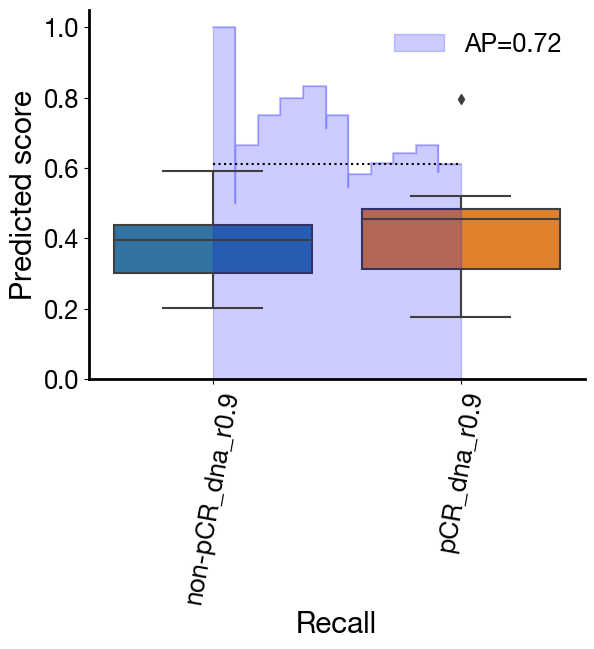 AP=0.72
Predicted score
1.0
0.8
0.6
0.4
0.2
0.0
non-pCR_dna_r0.9
pCR_dna_r0.9
Recall